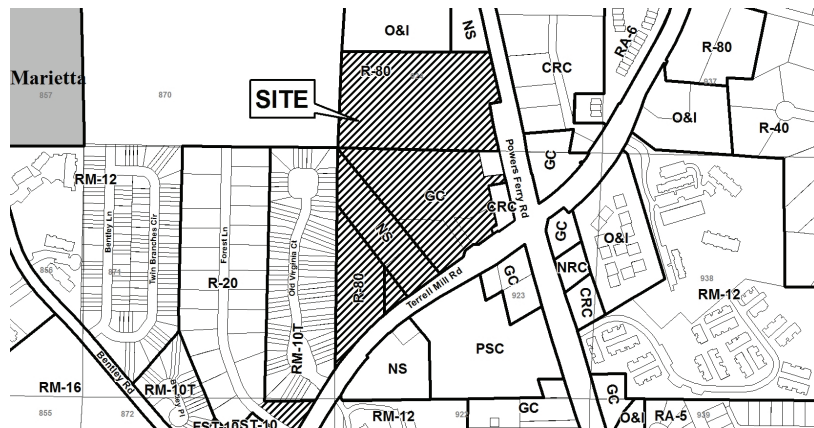 O&I
NS
RA-6
R-80
R-80
CRC
937
Marietta
857
870
SITE
O&I
R-40
Powers Ferry Rd
GC
RM-12
GC
CRC
NS
GC
O&I
Bentley Ln
Twin Branches Cir
Forest Ln
Old Virginia Ct
856
871
R-20
R-80
Terrell Mill Rd
GC
923
NRC
CRC
938
RM-12
PSC
NS
RM-10T
Bentley Rd
RM-16
RM-10T
GC
855
872
RM-12
GC
O&I
RA-5
939